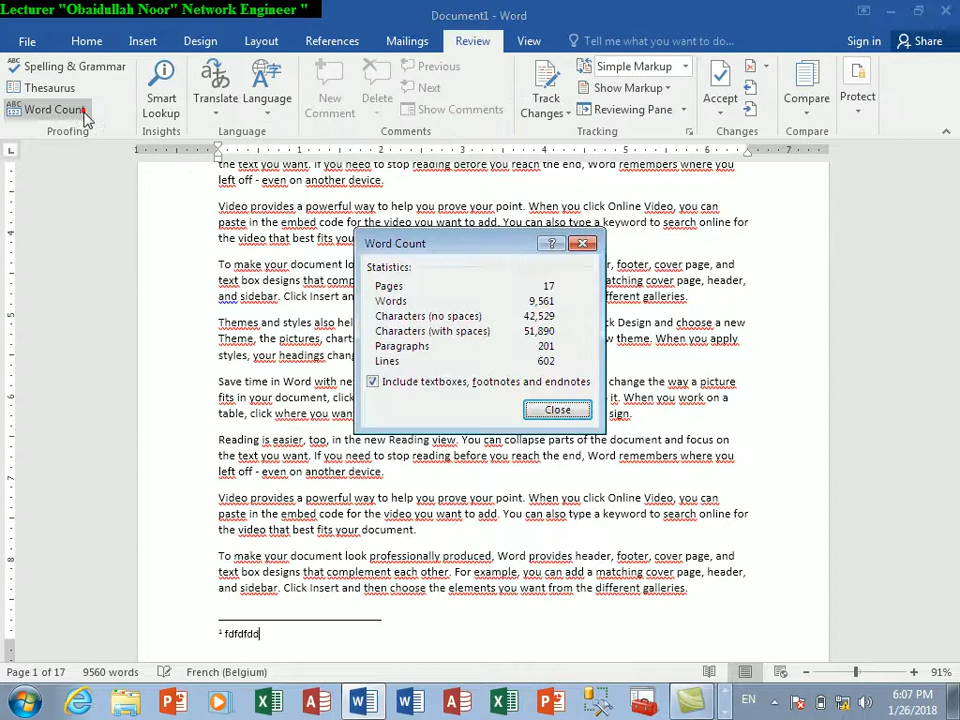 Lecturer "Obaidullah Noor" Network Engineer "
Document1 - Word
File Home Insert Design Layout References Mailings Review View Tell me what you want to do... Sign in Share
Spelling & Grammar
Thesaurus
Word Count
Proofing
Smart Lookup
Insights
Translate Language
Language
New Comment Delete
Previous
Next
Show Comments
Comments
Track Changes
Simple Markup
Show Markup
Reviewing Pane
Tracking
Accept
Changes
Compare
Compare
Protect
1 1 2 3 4 5 6 7
the text you want. If you need to stop reading before you reach the end, Word remembers where you
left off - even on another device.
Video provides a powerful way to help you prove your point. When you click Online Video, you can
paste in the embed code for the video you want to add. You can also type a keyword to search online for
the video that best fits you
To make your document lo r, footer, cover page, and
text box designs that comp atching cover page, header,
and sidebar. Click Insert an fferent galleries.
Themes and styles also hel k Design and choose a new
Theme, the pictures, chart w theme. When you apply
styles, your headings chan
Save time in Word with ne change the way a picture
fits in your document, click it. When you work on a
table, click where you wan sign.
Reading is easier, too, in the new Reading view. You can collapse parts of the document and focus on
the text you want. If you need to stop reading before you reach the end, Word remembers where you
left off - even on another device.
Video provides a powerful way to help you prove your point. When you click Online Video, you can
paste in the embed code for the video you want to add. You can also type a keyword to search online for
the video that best fits your document.
To make your document look professionally produced, Word provides header, footer, cover page, and
text box designs that complement each other. For example, you can add a matching cover page, header,
and sidebar. Click Insert and then choose the elements you want from the different galleries.
1 fdfdfdd
Word Count
Statistics:
Pages 17
Words 9,561
Characters (no spaces) 42,529
Characters (with spaces) 51,890
Paragraphs 201
Lines 602
Include textboxes, footnotes and endnotes
Close
Page 1 of 17 9560 words French (Belgium) 91%
EN 6:07 PM
1/26/2018